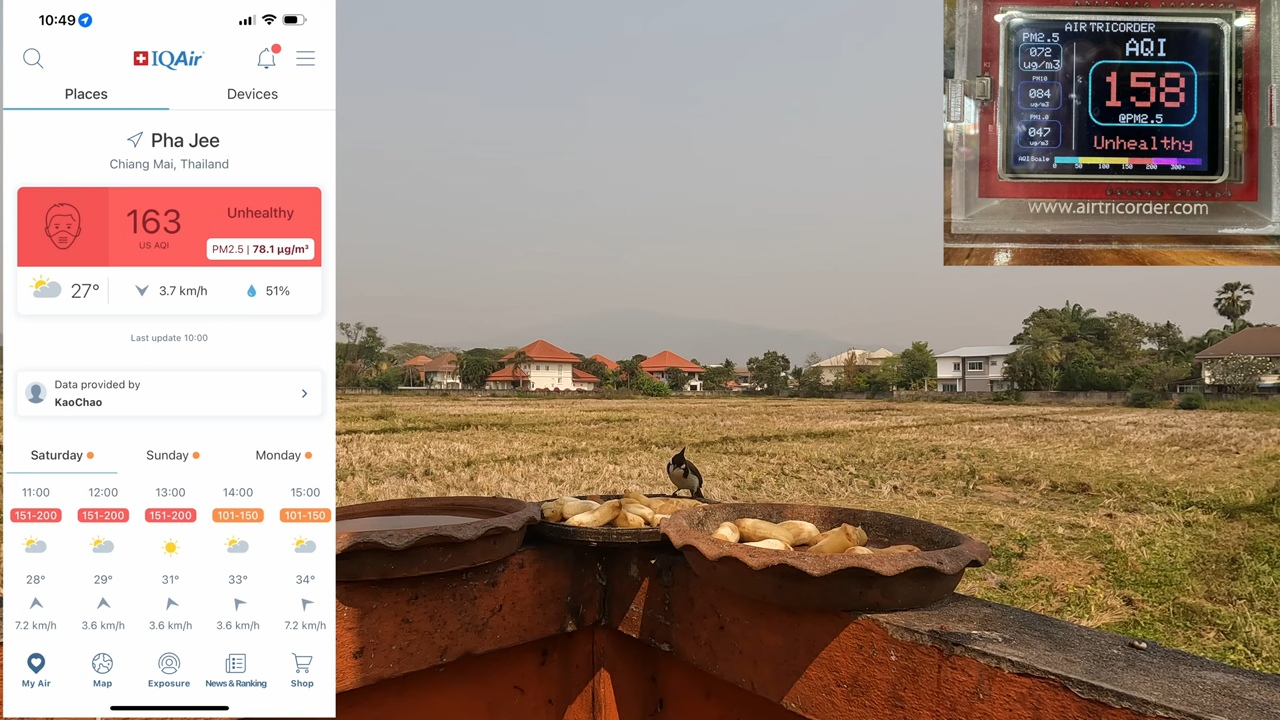 10:49
IQAir
Places
Devices
Pha Jee
Chiang Mai, Thailand
163
US AQI
Unhealthy
PM2.5 | 78.1 µg/m³
27°
3.7 km/h
51%
Last update 10:00
Data provided by
KaoChao
Saturday
Sunday
Monday
11:00 12:00 13:00 14:00 15:00
151-200 151-200 151-200 101-150 101-150
28° 29° 31° 33° 34°
7.2 km/h 3.6 km/h 3.6 km/h 3.6 km/h 7.2 km/h
My Air Map Exposure News & Ranking Shop
AIR TRICORDER
PM2.5
072
ug/m3
PM10
084
ug/m3
PM1.0
047
ug/m3
AQI
158
@PM2.5
Unhealthy
AQI Scale
0 50 100 150 200 300+
www.airtricorder.com